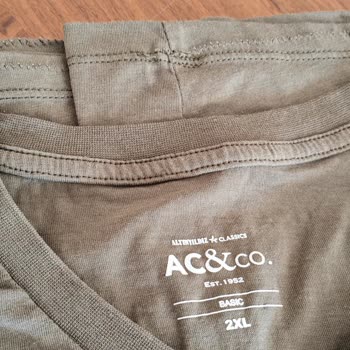 ALTINYILDIZ ★ CLASSICS
AC&CO.
EST. 1952
BASIC
2XL